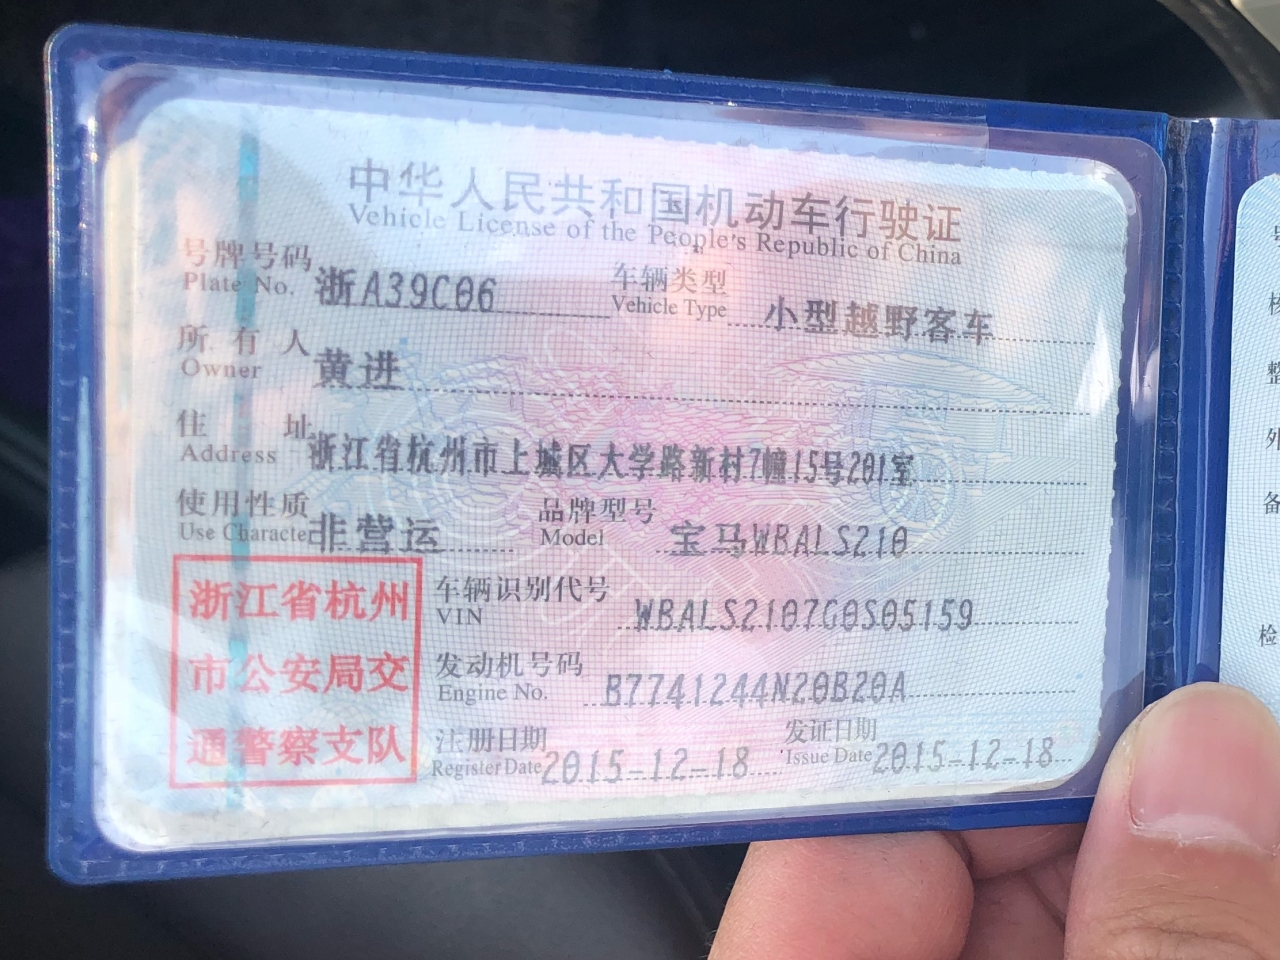 中华人民共和国机动车行驶证
Vehicle License of the People's Republic of China
号牌号码 浙A39C06 车辆类型 小型越野客车
Plate No. Vehicle Type
所有人 黄进
Owner
住址 浙江省杭州市上城区大学路新村7幢15号201室
Address
使用性质 非营运 品牌型号 宝马WBALS210
Use Characte Model
浙江省杭州
市公安局交
通警察支队
车辆识别代号 WBALS2107G0S05159
VIN
发动机号码 B7741244N20B20A
Engine No.
注册日期 2015-12-18 发证日期 2015-12-18
Register Date Issue Date
核
整
外
备
检